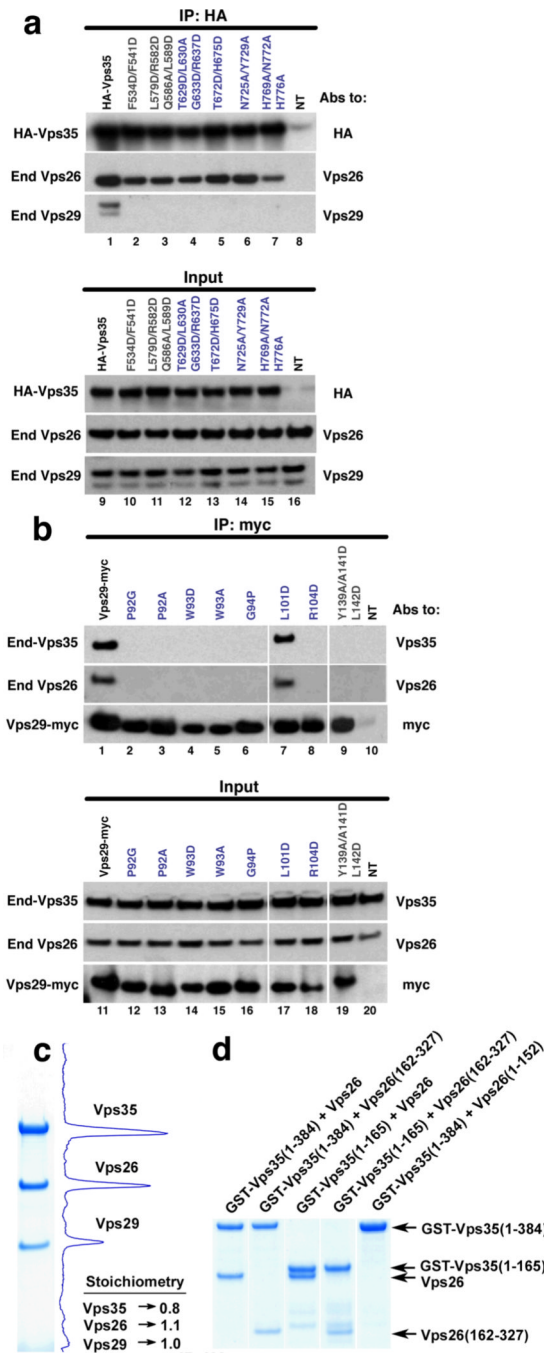 a
IP: HA
HA-Vps35
F534D/F541D
L579D/R582D
Q586A/L589D
T629D/L630A
G633D/R637D
T672D/H675D
N725A/Y729A
H769A/N772A
H776A
NT
Abs to:
HA-Vps35 HA
End Vps26 Vps26
End Vps29 Vps29
1 2 3 4 5 6 7 8
Input
HA-Vps35
F534D/F541D
L579D/R582D
Q586A/L589D
T629D/L630A
G633D/R637D
T672D/H675D
N725A/Y729A
H769A/N772A
H776A
NT
HA-Vps35 HA
End Vps26 Vps26
End Vps29 Vps29
9 10 11 12 13 14 15 16
b
IP: myc
Vps29-myc
P92G
P92A
W93D
W93A
G94P
L101D
R104D
Y139A/A141D
L142D
NT
Abs to:
End-Vps35 Vps35
End Vps26 Vps26
Vps29-myc myc
1 2 3 4 5 6 7 8 9 10
Input
Vps29-myc
P92G
P92A
W93D
W93A
G94P
L101D
R104D
Y139A/A141D
L142D
NT
End-Vps35 Vps35
End Vps26 Vps26
Vps29-myc myc
11 12 13 14 15 16 17 18 19 20
c
Vps35
Vps26
Vps29
Stoichiometry
Vps35 → 0.8
Vps26 → 1.1
Vps29 → 1.0
d
GST-Vps35(1-384) + Vps26
GST-Vps35(1-384) + Vps26(162-327)
GST-Vps35(1-165) + Vps26
GST-Vps35(1-165) + Vps26(162-327)
GST-Vps35(1-384) + Vps26(1-152)
GST-Vps35(1-384)
GST-Vps35(1-165)
Vps26
Vps26(162-327)